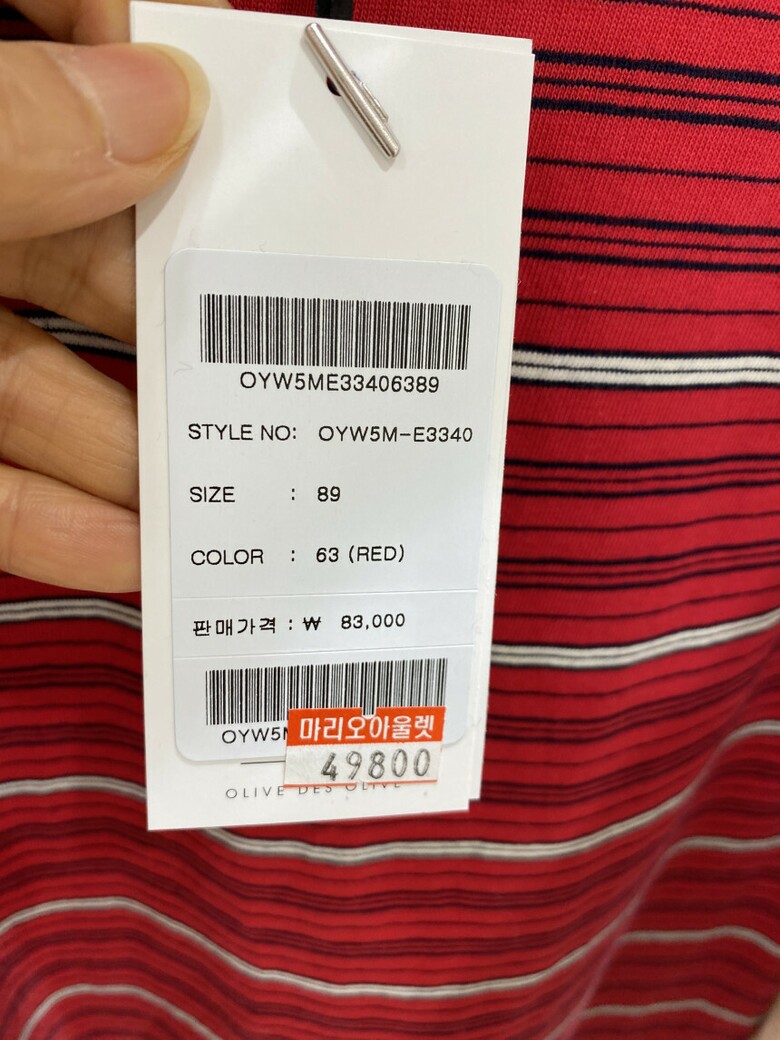 OYW5ME33406389
STYLE NO: OYW5M-E3340
SIZE : 89
COLOR : 63 (RED)
판매가격 : ₩ 83,000
OYW5M
마리오아울렛
49800
OLIVE DES OLIVE